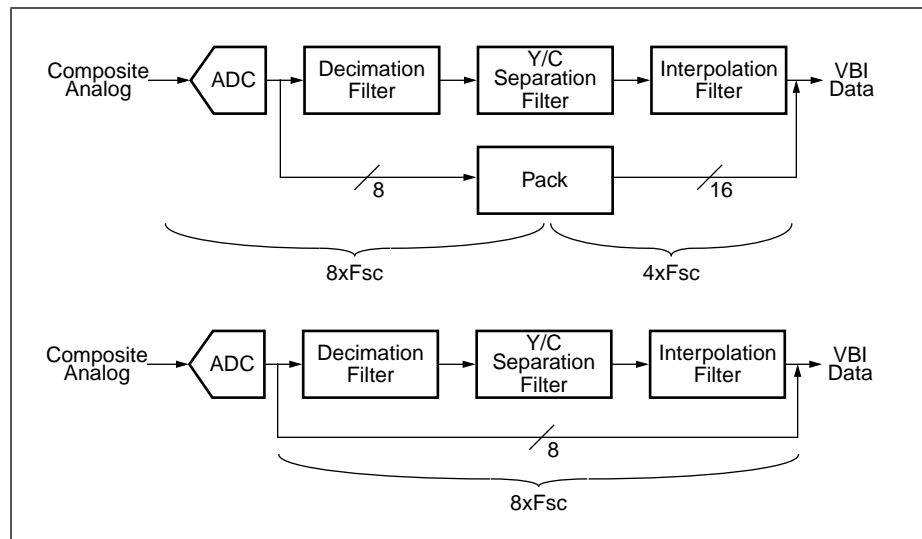 Composite
Analog
ADC
Decimation
Filter
Y/C
Separation
Filter
Interpolation
Filter
VBI
Data
8
Pack
16
8xFsc
4xFsc
Composite
Analog
ADC
Decimation
Filter
Y/C
Separation
Filter
Interpolation
Filter
VBI
Data
8
8xFsc